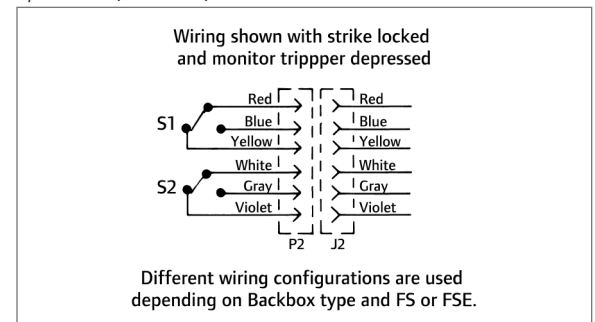 Wiring shown with strike locked
and monitor trippper depressed
Red Red
S1 Blue Blue
Yellow Yellow
White White
S2 Gray Gray
Violet Violet
P2 J2
Different wiring configurations are used
depending on Backbox type and FS or FSE.